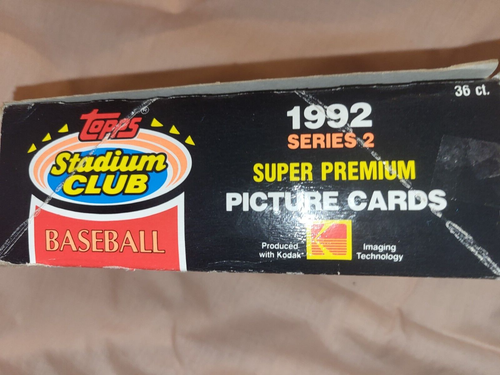 36 ct.
Topps
Stadium
CLUB
BASEBALL
1992
SERIES 2
SUPER PREMIUM
PICTURE CARDS
Produced
with Kodak
K
Imaging
Technology